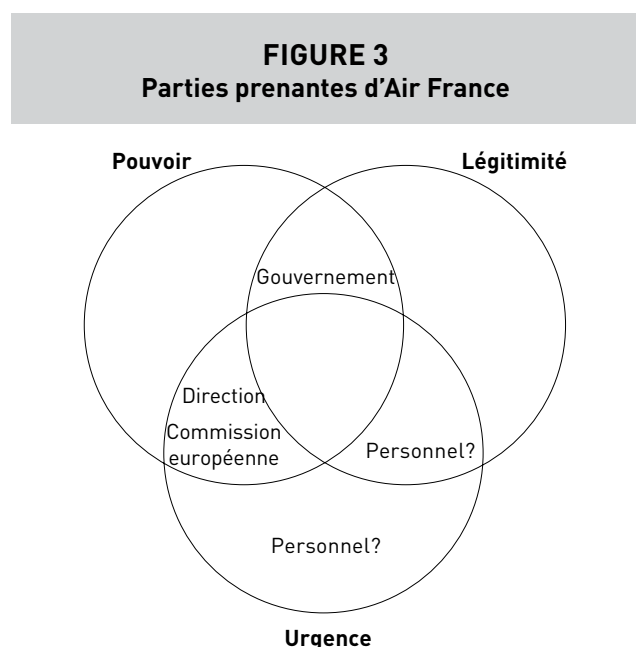 FIGURE 3
Parties prenantes d'Air France
Pouvoir
Légitimité
Gouvernement
Direction
Commission
européenne
Personnel?
Personnel?
Urgence